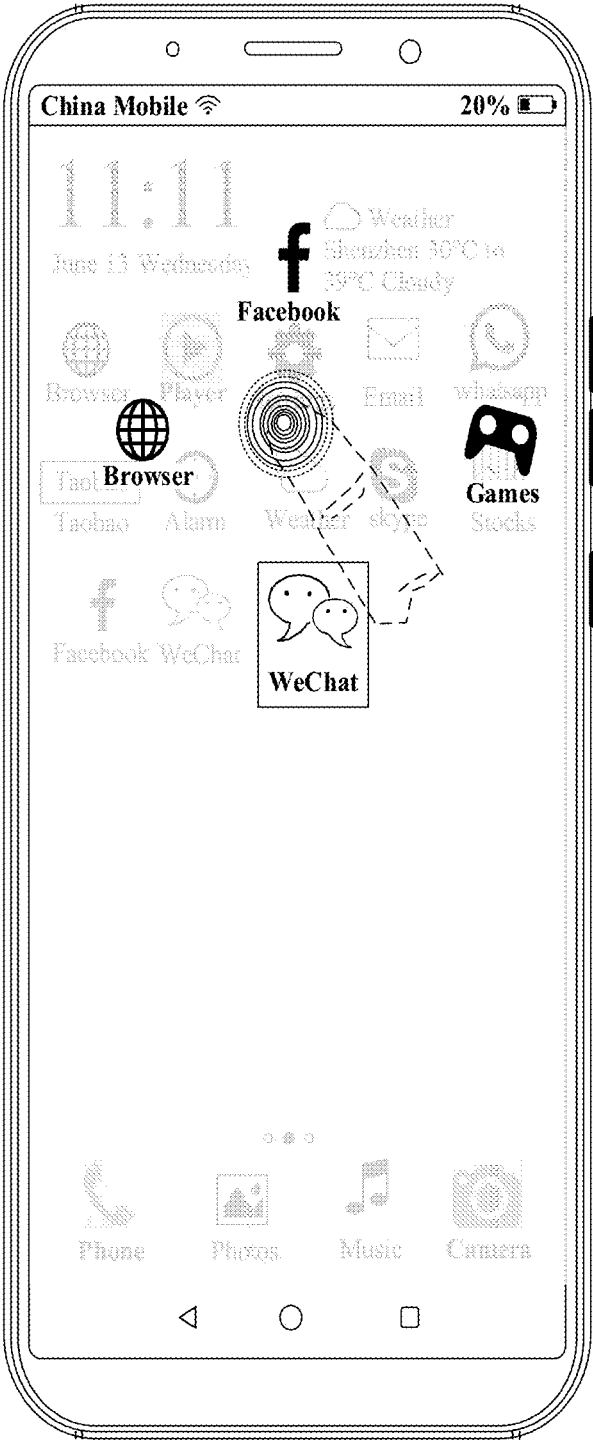 China Mobile 20%
11:11
Weather
Shenzhen 30°C to
June 13 Wednesday
39°C Cloudy
Facebook
Browser Player Email whatsapp
Browser Games
Taobao
Taobao Alarm Weather skype Stocks
Facebook WeChat
WeChat
Phone Photos Music Camera